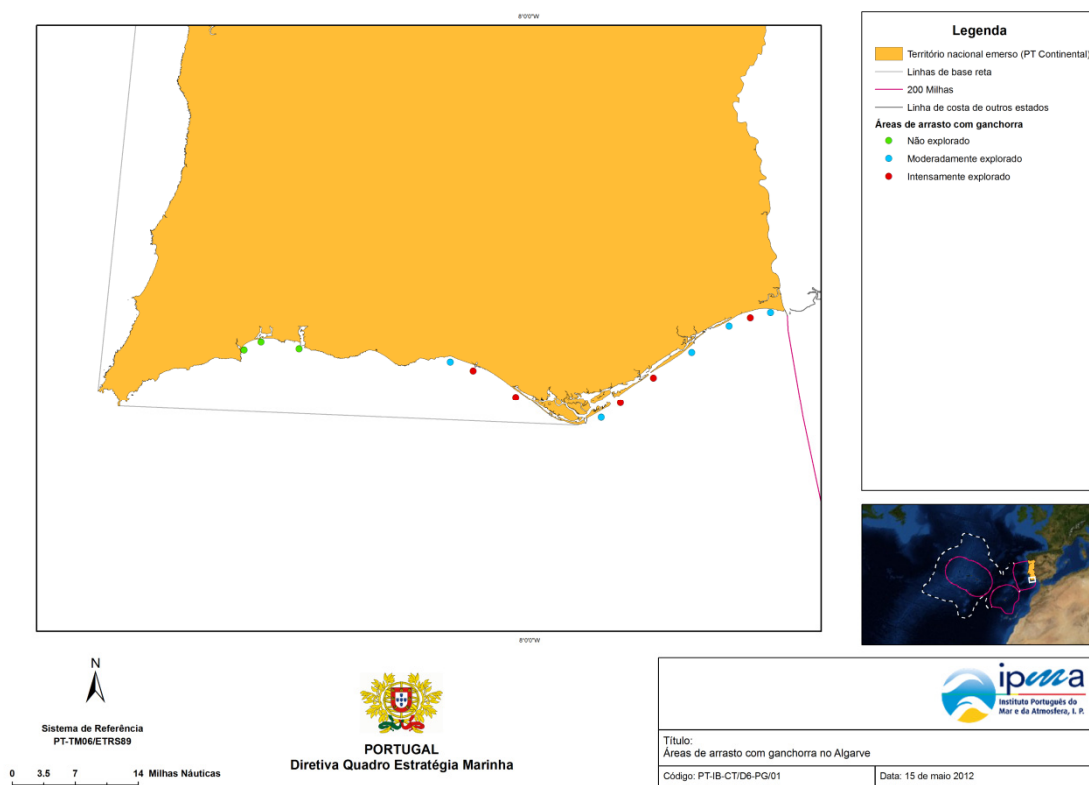 8°0'0"W
Legenda
Território nacional emerso (PT Continental)
Linhas de base reta
200 Milhas
Linha de costa de outros estados
Áreas de arrasto com ganchorra
Não explorado
Moderadamente explorado
Intensamente explorado
8°0'0"W
N
Sistema de Referência
PT-TM06/ETRS89
0 3.5 7 14 Milhas Náuticas
PORTUGAL
Diretiva Quadro Estratégia Marinha
ipma
Instituto Português do
Mar e da Atmosfera, I. P.
Título:
Áreas de arrasto com ganchorra no Algarve
Código: PT-IB-CT/D6-PG/01
Data: 15 de maio 2012